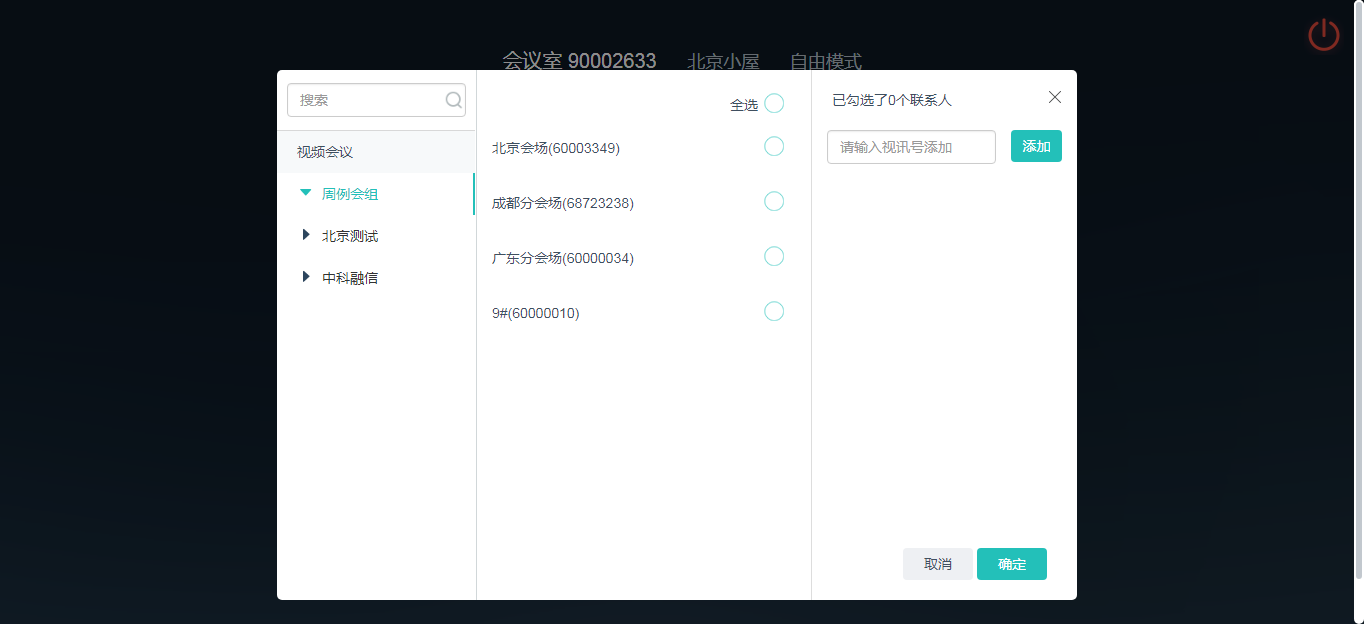 会议室 90002633 北京小屋 自由模式
搜索
视频会议
周例会组
北京测试
中科融信
全选
北京会场(60003349)
成都分会场(68723238)
广东分会场(60000034)
9#(60000010)
已勾选了0个联系人
请输入视讯号添加
添加
取消
确定